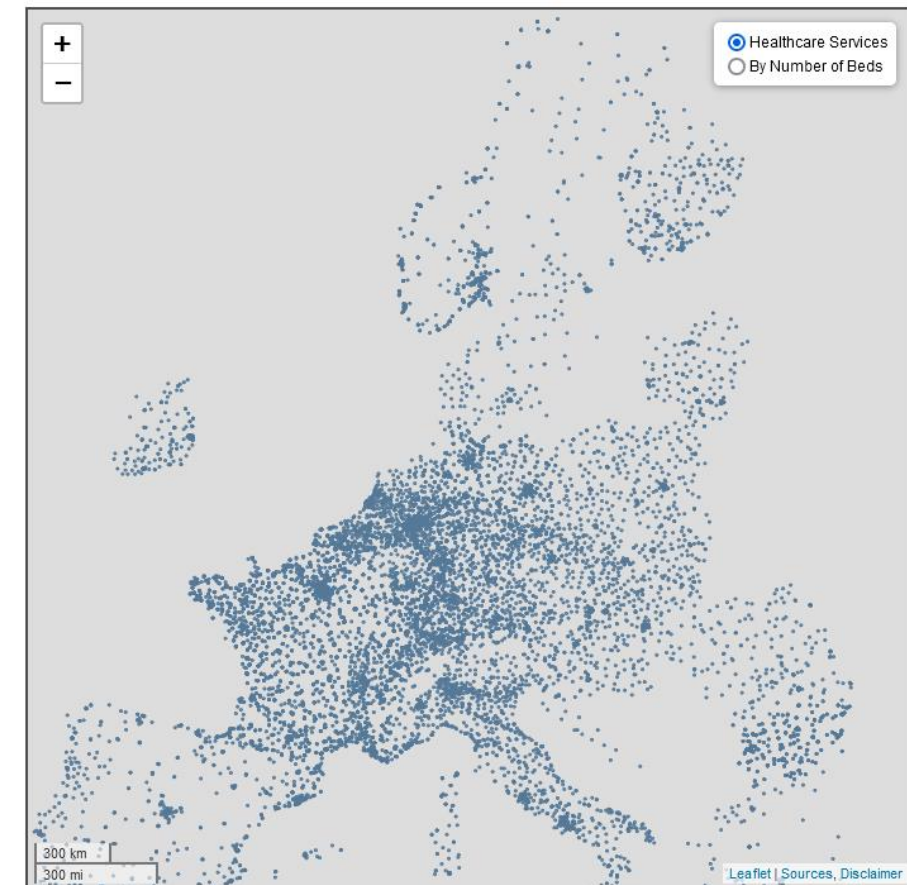 +
−
Healthcare Services
By Number of Beds
300 km
300 mi
Leaflet | Sources, Disclaimer